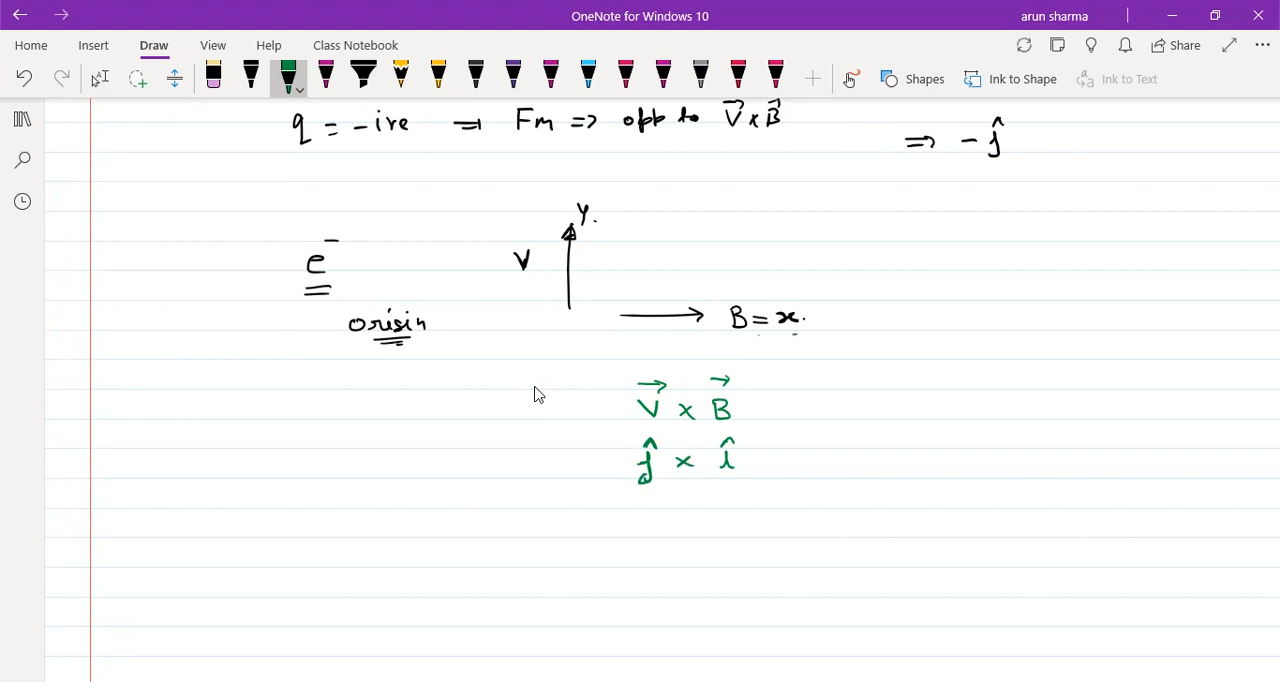 OneNote for Windows 10
arun sharma
Home Insert Draw View Help Class Notebook
Share
Shapes Ink to Shape Ink to Text
q = -ive ⇒ Fm => opp to V⃗ x B⃗
=> - ĵ
y.
e⁻
V
origin
B = x.
V⃗ x B⃗
ĵ x î